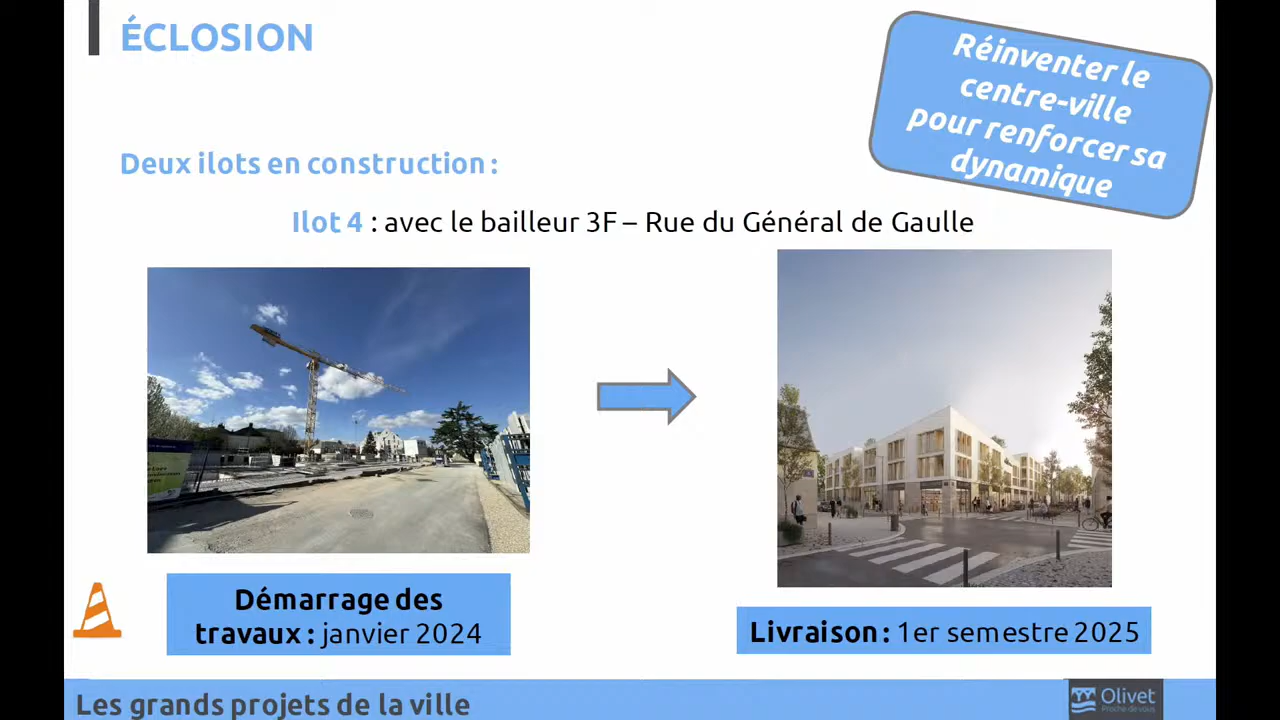 ÉCLOSION
Réinventer le
centre-ville
pour renforcer sa
dynamique
Deux ilots en construction :
Ilot 4 : avec le bailleur 3F – Rue du Général de Gaulle
Démarrage des
travaux : janvier 2024
Livraison : 1er semestre 2025
Les grands projets de la ville
Olivet
Proche de vous